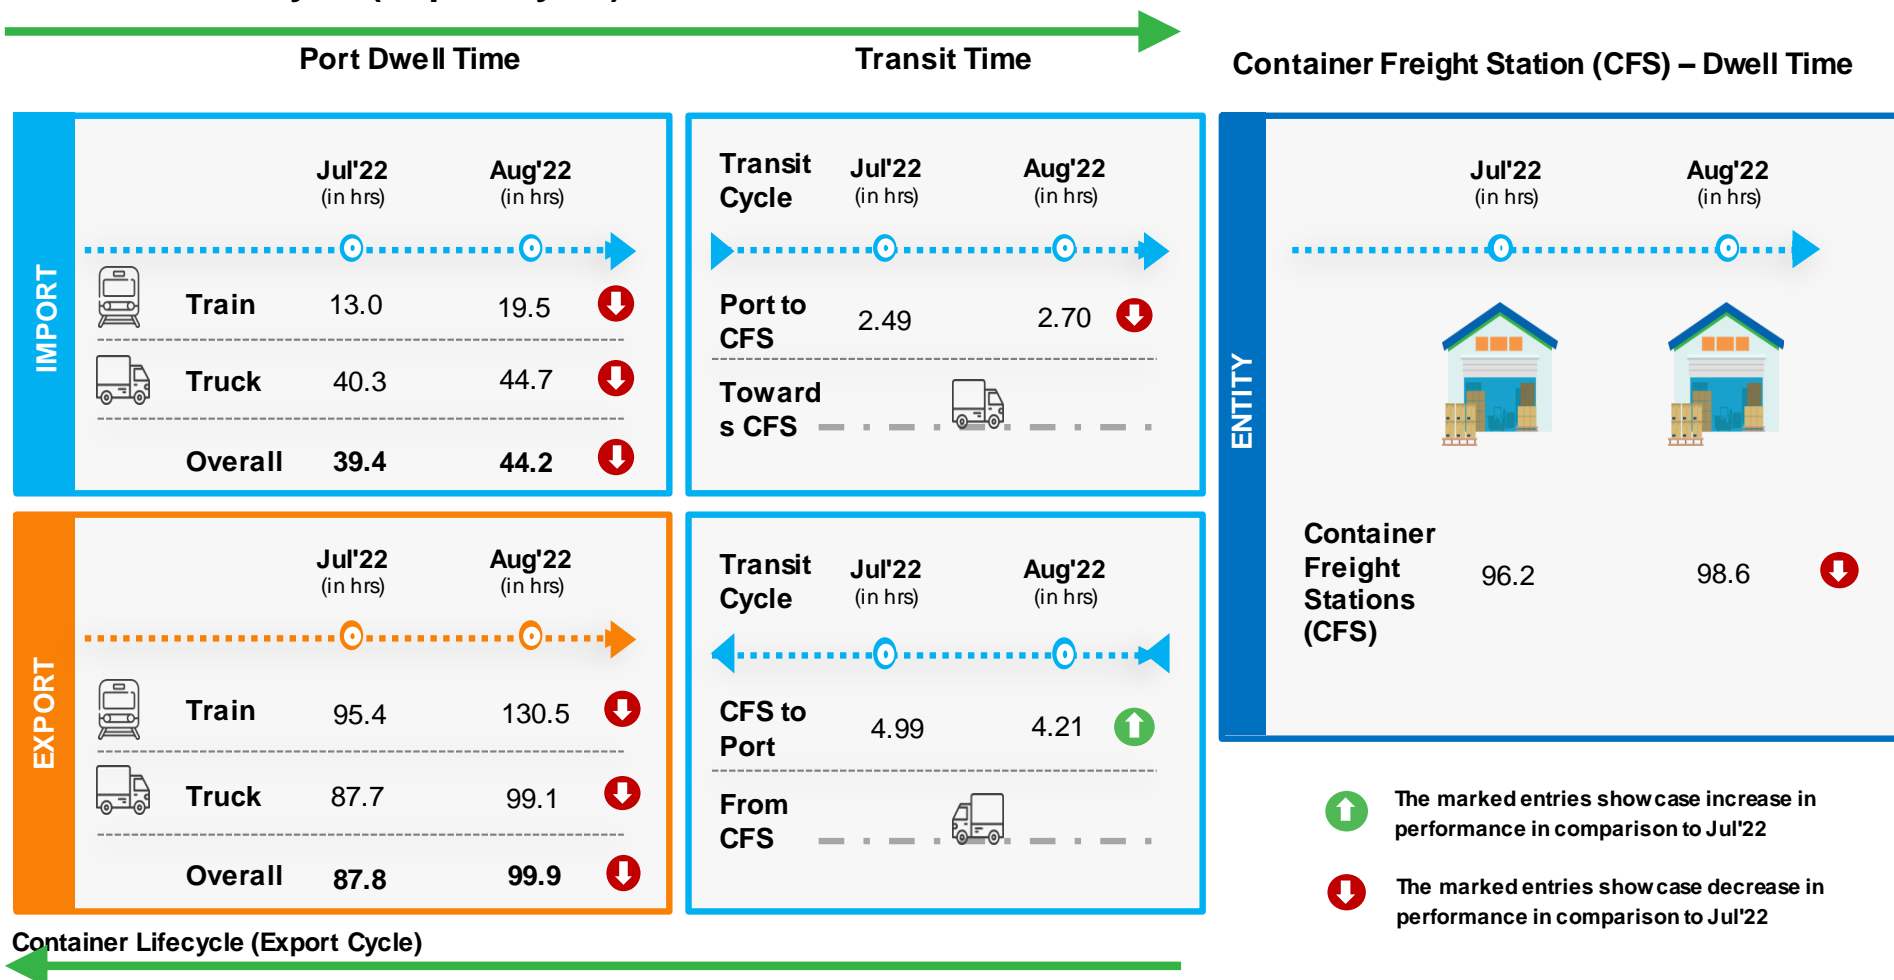 Port Dwell Time
Transit Time
Container Freight Station (CFS) – Dwell Time
IMPORT
Jul'22 Aug'22
(in hrs) (in hrs)
Train 13.0 19.5
Truck 40.3 44.7
Overall 39.4 44.2
Transit
Cycle
Jul'22 Aug'22
(in hrs) (in hrs)
Port to
CFS
2.49 2.70
Toward
s CFS
ENTITY
Jul'22 Aug'22
(in hrs) (in hrs)
Container
Freight
Stations
(CFS)
96.2 98.6
EXPORT
Jul'22 Aug'22
(in hrs) (in hrs)
Train 95.4 130.5
Truck 87.7 99.1
Overall 87.8 99.9
Transit
Cycle
Jul'22 Aug'22
(in hrs) (in hrs)
CFS to
Port
4.99 4.21
From
CFS
The marked entries showcase increase in
performance in comparison to Jul'22
The marked entries showcase decrease in
performance in comparison to Jul'22
Container Lifecycle (Export Cycle)